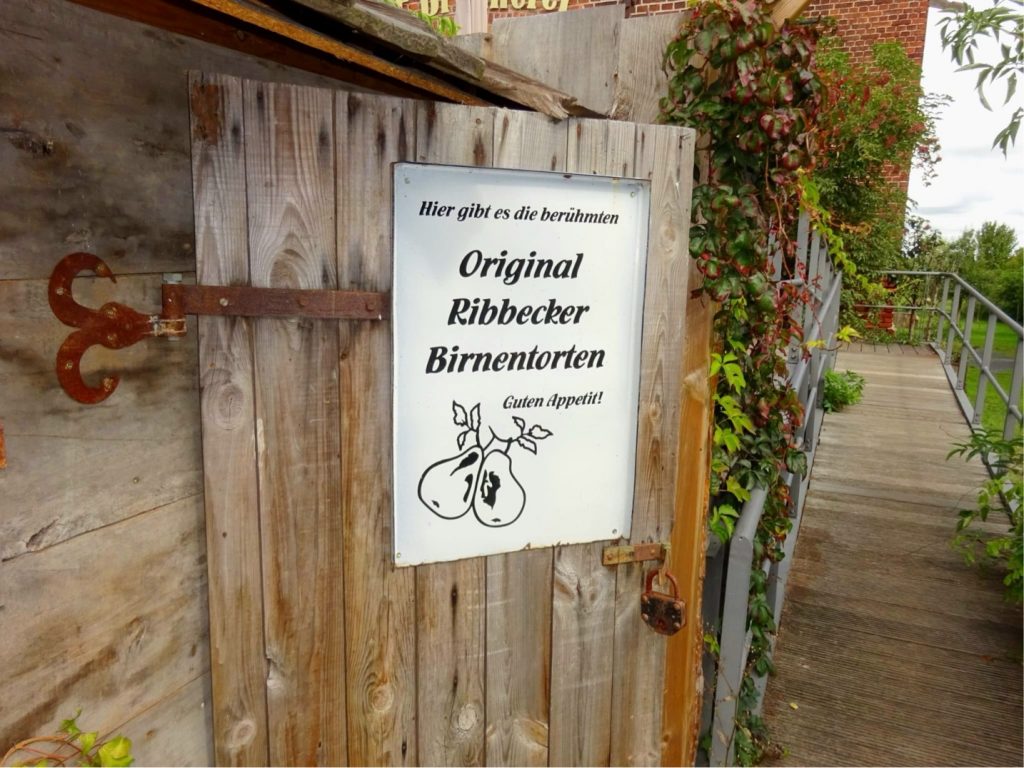 Hier gibt es die berühmten
Original
Ribbecker
Birnentorten
Guten Appetit!